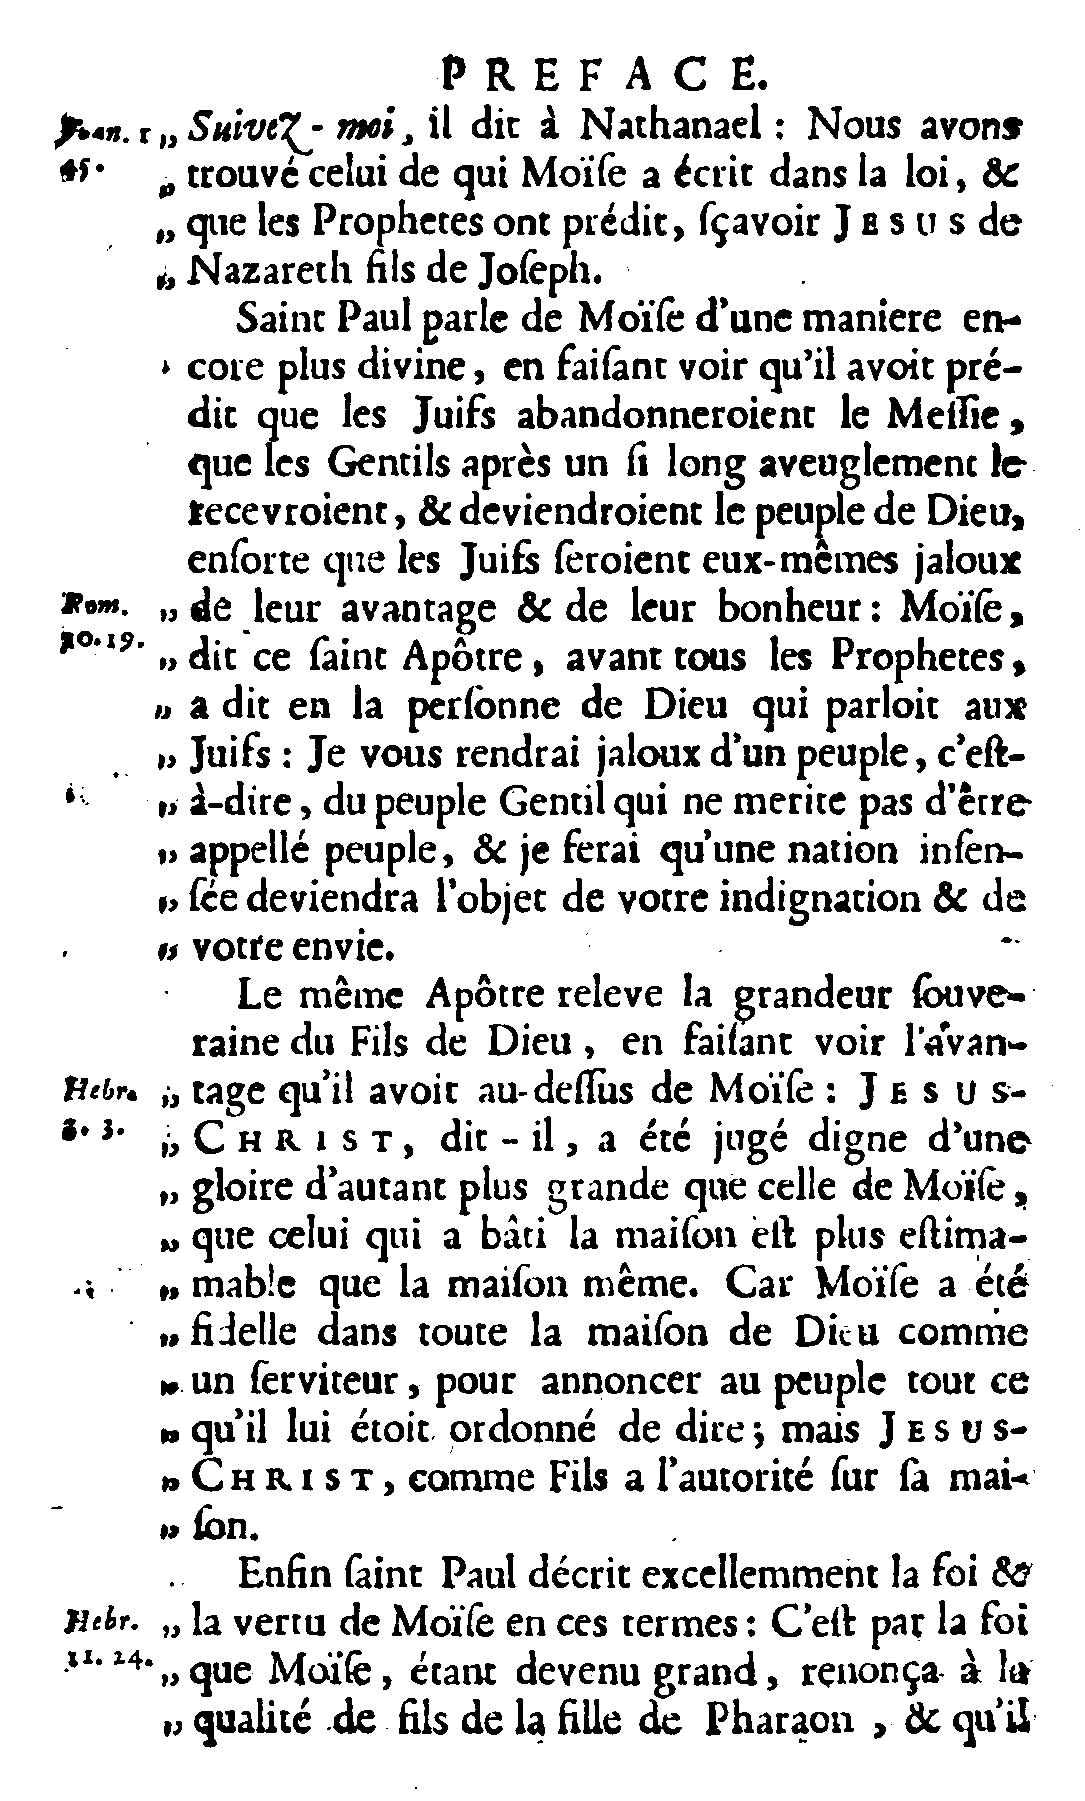 PREFACE.
Joan. 1 „ Suivez-moi, il dit à Nathanael : Nous avons
45. „ trouvé celui de qui Moïſe a écrit dans la loi, &
„ que les Prophetes ont prédit, ſçavoir JESUS de
„ Nazareth fils de Joſeph.
Saint Paul parle de Moïſe d'une maniere en-
core plus divine, en faiſant voir qu'il avoit pré-
dit que les Juifs abandonneroient le Meſſie,
que les Gentils après un ſi long aveuglement le
recevroient, & deviendroient le peuple de Dieu,
enſorte que les Juifs ſeroient eux-mêmes jaloux
Rom. „ de leur avantage & de leur bonheur : Moïſe,
10. 19. „ dit ce ſaint Apôtre, avant tous les Prophetes,
„ a dit en la perſonne de Dieu qui parloit aux
„ Juifs : Je vous rendrai jaloux d'un peuple, c'eſt-
„ à-dire, du peuple Gentil qui ne merite pas d'être
„ appellé peuple, & je ferai qu'une nation inſen-
„ ſée deviendra l'objet de votre indignation & de
„ votre envie.
Le même Apôtre releve la grandeur ſouve-
raine du Fils de Dieu, en faiſant voir l'avan-
Hebr. „ tage qu'il avoit au-deſſus de Moïſe : JESUS-
3. 3. „ CHRIST, dit-il, a été jugé digne d'une
„ gloire d'autant plus grande que celle de Moïſe,
„ que celui qui a bâti la maiſon eſt plus eſtima-
„ mable que la maiſon même. Car Moïſe a été
„ fidelle dans toute la maiſon de Dieu comme
„ un ſerviteur, pour annoncer au peuple tout ce
„ qu'il lui étoit ordonné de dire; mais JESUS-
„ CHRIST, comme Fils a l'autorité ſur ſa mai-
„ ſon.
Enfin ſaint Paul décrit excellemment la foi &
Hebr. „ la vertu de Moïſe en ces termes : C'eſt par la foi
11. 24. „ que Moïſe, étant devenu grand, renonça à la
„ qualité de fils de la fille de Pharaon, & qu'il